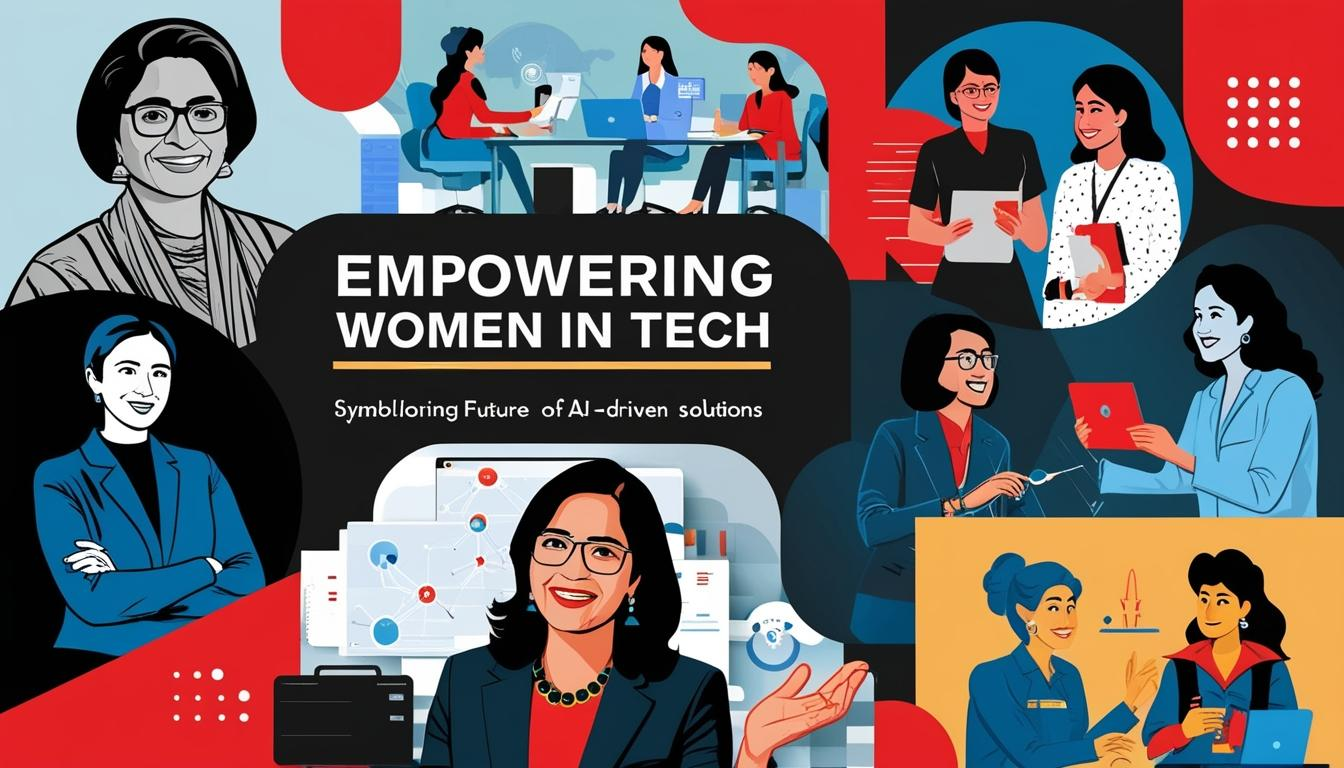 EMPOWERING
WOMEN IN TECH
Symblloring Future of AI-driven solutions